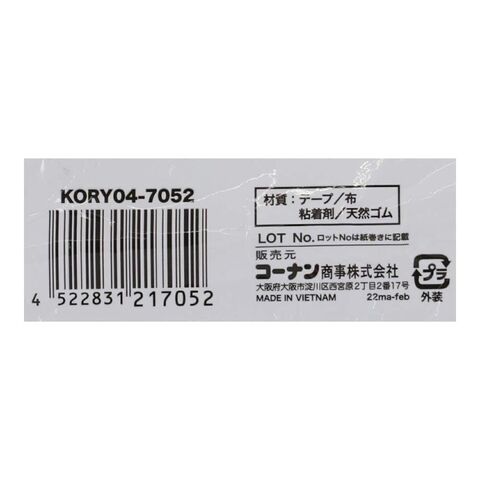 KORY04-7052
4 522831 217052
材質：テープ/布
粘着剤/天然ゴム
LOT No. ロットNoは紙巻きに記載
販売元
コーナン商事株式会社
大阪府大阪市淀川区西宮原2丁目2番17号
MADE IN VIETNAM 22ma-feb
プラ
外装